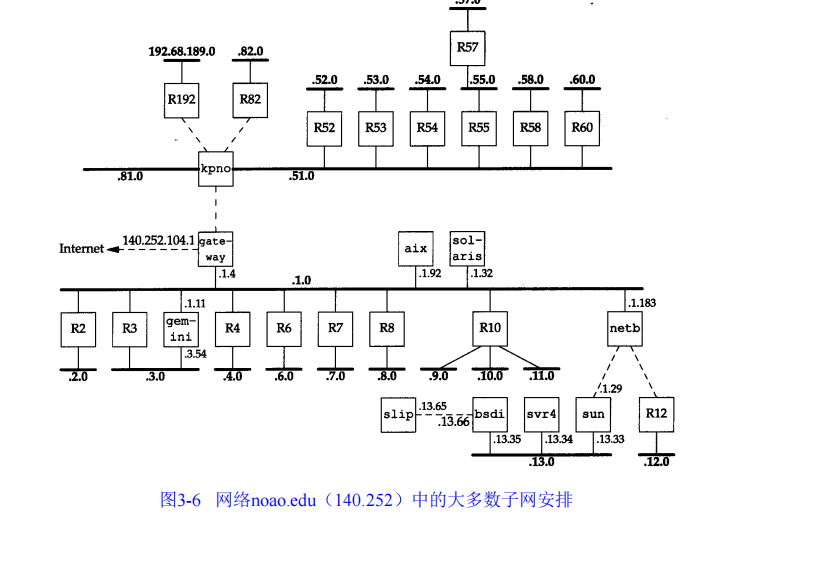 R57
192.68.189.0 .82.0
.52.0 .53.0 .54.0 .55.0 .58.0 .60.0
R192 R82
R52 R53 R54 R55 R58 R60
kpno
.81.0 .51.0
Internet 140.252.104.1 gate-
way
aix sol-
aris
.1.4 .1.92 .1.32
.1.0
.1.11 .1.183
R2 R3 gem-
ini R4 R6 R7 R8 R10 netb
.3.54
.2.0 .3.0 .4.0 .6.0 .7.0 .8.0 .9.0 .10.0 .11.0
.1.29
slip .13.65
.13.66 bsdi svr4 sun R12
.13.35 .13.34 .13.33
.13.0 .12.0
图3-6 网络noao.edu（140.252）中的大多数子网安排